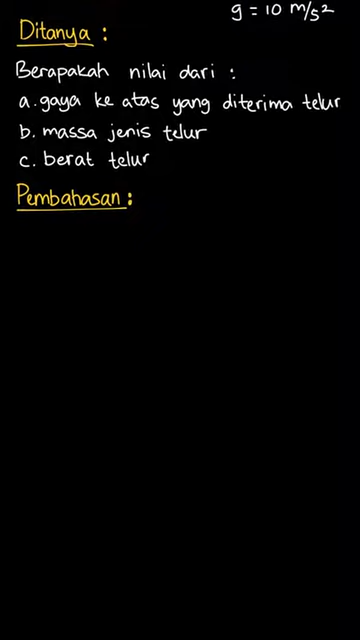 g = 10 m/s²
Ditanya :
Berapakah nilai dari :
a. gaya ke atas yang diterima telur
b. massa jenis telur
c. berat telur
Pembahasan :